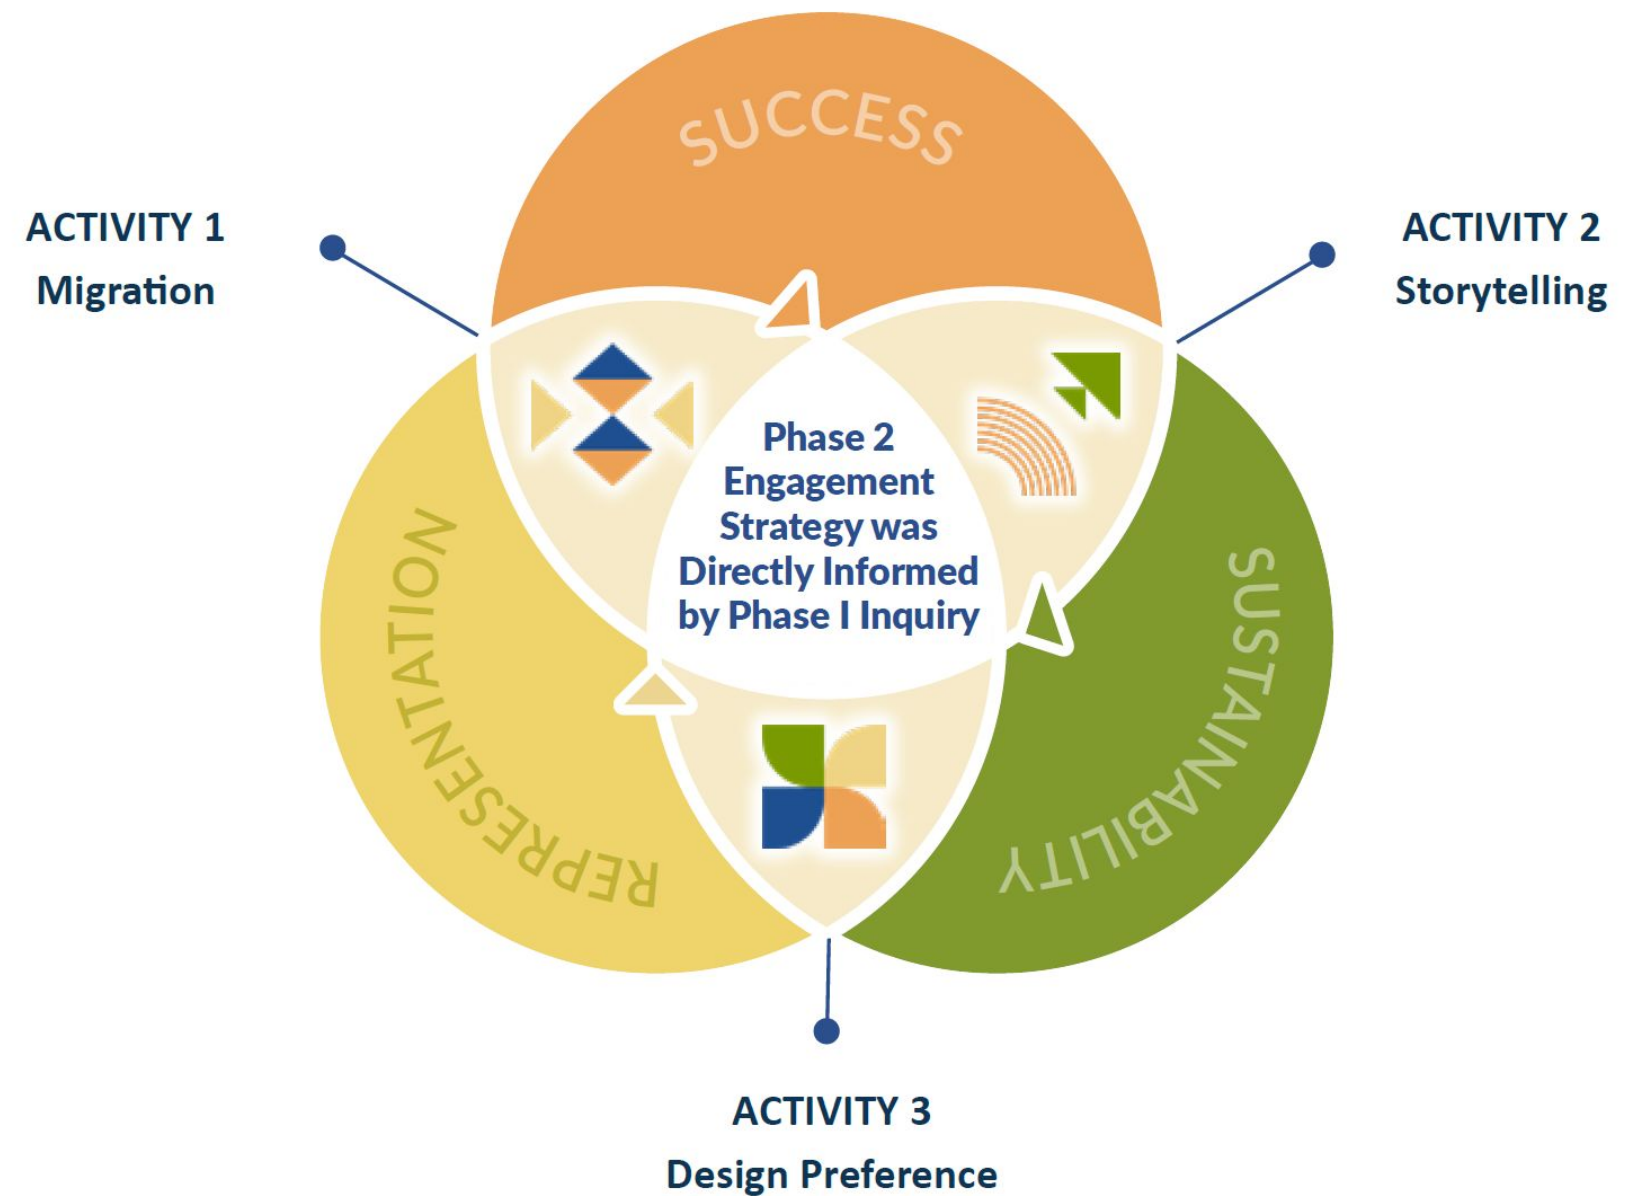 SUCCESS
ACTIVITY 1
Migration
ACTIVITY 2
Storytelling
Phase 2
Engagement
Strategy was
Directly Informed
by Phase I Inquiry
REPRESENTATION
SUSTAINABILITY
ACTIVITY 3
Design Preference